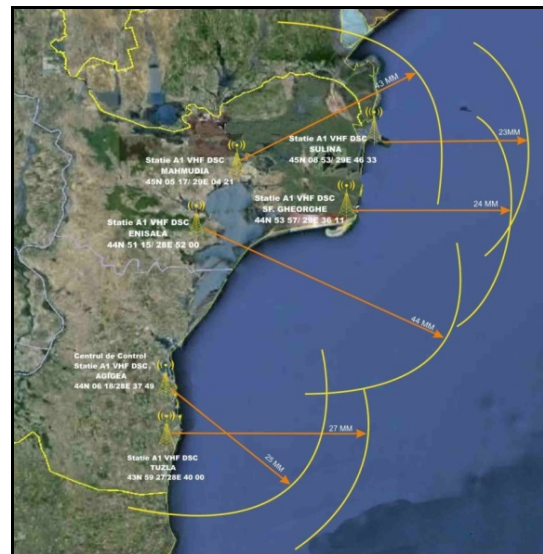 43 MM
Statie A1 VHF DSC
SULINA
45N 08 53/ 29E 46 33
23MM
Statie A1 VHF DSC
MAHMUDIA
45N 05 17/ 29E 04 21
Statie A1 VHF DSC
SF. GHEORGHE
44N 53 57/ 29E 36 11
24 MM
Statie A1 VHF DSC
ENISALA
44N 51 15/ 28E 52 00
44 MM
Centrul de Control
Statie A1 VHF DSC
AGIGEA
44N 06 18/28E 37 49
27 MM
25 MM
Statie A1 VHF DSC
TUZLA
43N 59 27/28E 40 00